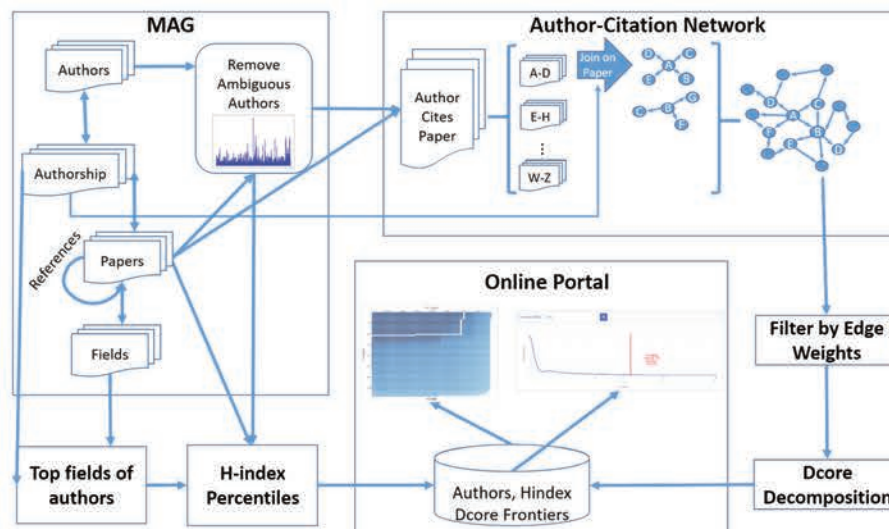 MAG
Authors
Remove
Ambiguous
Authors
Authorship
References
Papers
Fields
Author-Citation Network
Author
Cites
Paper
A-D
E-H
W-Z
Join on
Paper
D
C
A
E
B
C
B
G
F
D
A
C
F
B
E
D
Online Portal
Filter by Edge
Weights
Top fields of
authors
H-index
Percentiles
Authors, Hindex
Dcore Frontiers
Dcore
Decomposition